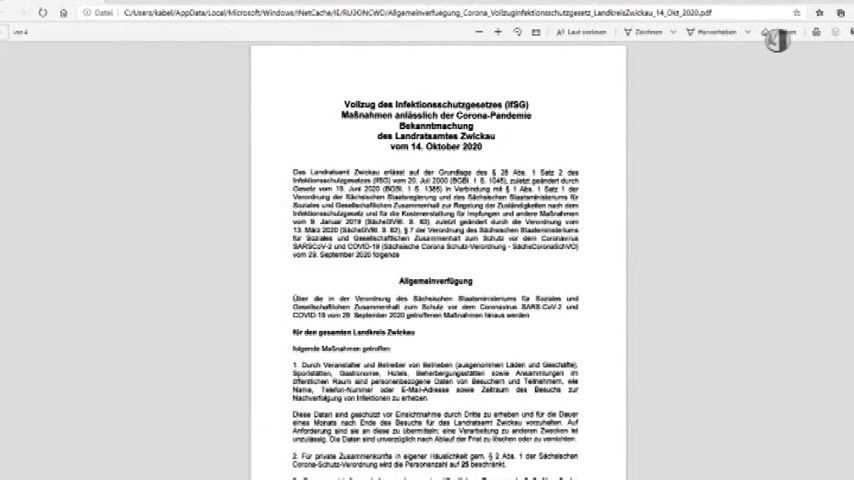 Datei C:/Users/kabel/AppData/Local/Microsoft/Windows/INetCache/IE/RU3ONCWD/Allgemeinverfuegung_Corona_VollzugInfektionsschutzgesetz_LandkreisZwickau_14_Okt_2020.pdf
von 4
Laut vorlesen Zeichnen Hervorheben
Vollzug des Infektionsschutzgesetzes (IfSG)
Maßnahmen anlässlich der Corona-Pandemie
Bekanntmachung
des Landratsamtes Zwickau
vom 14. Oktober 2020
Das Landratsamt Zwickau erlässt auf der Grundlage des § 28 Abs. 1 Satz 2 des
Infektionsschutzgesetzes (IfSG) vom 20. Juli 2000 (BGBl. I S. 1045), zuletzt geändert durch
Gesetz vom 19. Juni 2020 (BGBl. I S. 1385) in Verbindung mit § 1 Abs. 1 Satz 1 der
Verordnung der Sächsischen Staatsregierung und des Sächsischen Staatsministeriums für
Soziales und Gesellschaftlichen Zusammenhalt zur Regelung der Zuständigkeiten nach dem
Infektionsschutzgesetz und für die Kostenerstattung für Impfungen und andere Maßnahmen
vom 9. Januar 2019 (SächsGVBl. S. 83), zuletzt geändert durch die Verordnung vom
13. März 2020 (SächsGVBl. S. 82), § 7 der Verordnung des Sächsischen Staatsministeriums
für Soziales und Gesellschaftlichen Zusammenhalt zum Schutz vor dem Coronavirus
SARSCoV-2 und COVID-19 (Sächsische Corona Schutz-Verordnung - SächsCoronaSchVO)
vom 29. September 2020 folgende
Allgemeinverfügung
Über die in der Verordnung des Sächsischen Staatsministeriums für Soziales und
Gesellschaftlichen Zusammenhalt zum Schutz vor dem Coronavirus SARS-CoV-2 und
COVID-19 vom 29. September 2020 getroffenen Maßnahmen hinaus werden
für den gesamten Landkreis Zwickau
folgende Maßnahmen getroffen:
1. Durch Veranstalter und Betreiber von Betrieben (ausgenommen Läden und Geschäfte),
Sportstätten, Gastronomie, Hotels, Beherbergungsstätten sowie Ansammlungen im
öffentlichen Raum sind personenbezogene Daten von Besuchern und Teilnehmern, wie
Name, Telefon-Nummer oder E-Mail-Adresse sowie Zeitraum des Besuchs zur
Nachverfolgung von Infektionen zu erheben.
Diese Daten sind geschützt vor Einsichtnahme durch Dritte zu erheben und für die Dauer
eines Monats nach Ende des Besuchs für das Landratsamt Zwickau vorzuhalten. Auf
Anforderung sind sie an diese zu übermitteln; eine Verarbeitung zu anderen Zwecken ist
unzulässig. Die Daten sind unverzüglich nach Ablauf der Frist zu löschen oder zu vernichten.
2. Für private Zusammenkünfte in eigener Häuslichkeit gem. § 2 Abs. 1 der Sächsischen
Corona-Schutz-Verordnung wird die Personenzahl auf 25 beschränkt.